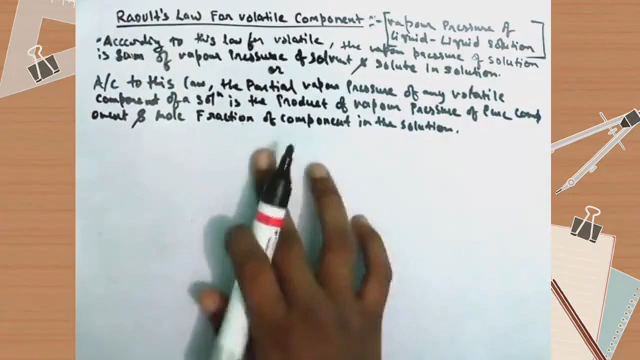 Raoult's Law For Volatile Component :- [Vapour Pressure of Liquid-Liquid Solution]
- According to this law for volatile, the vapour pressure of solution
is sum of vapour pressure of solvent & solute in solution.
or
A/c to this law, the Partial vapour Pressure of any volatile
component of a solⁿ is the Product of vapour Pressure of Pure Comp
onent & mole Fraction of component in the solution.